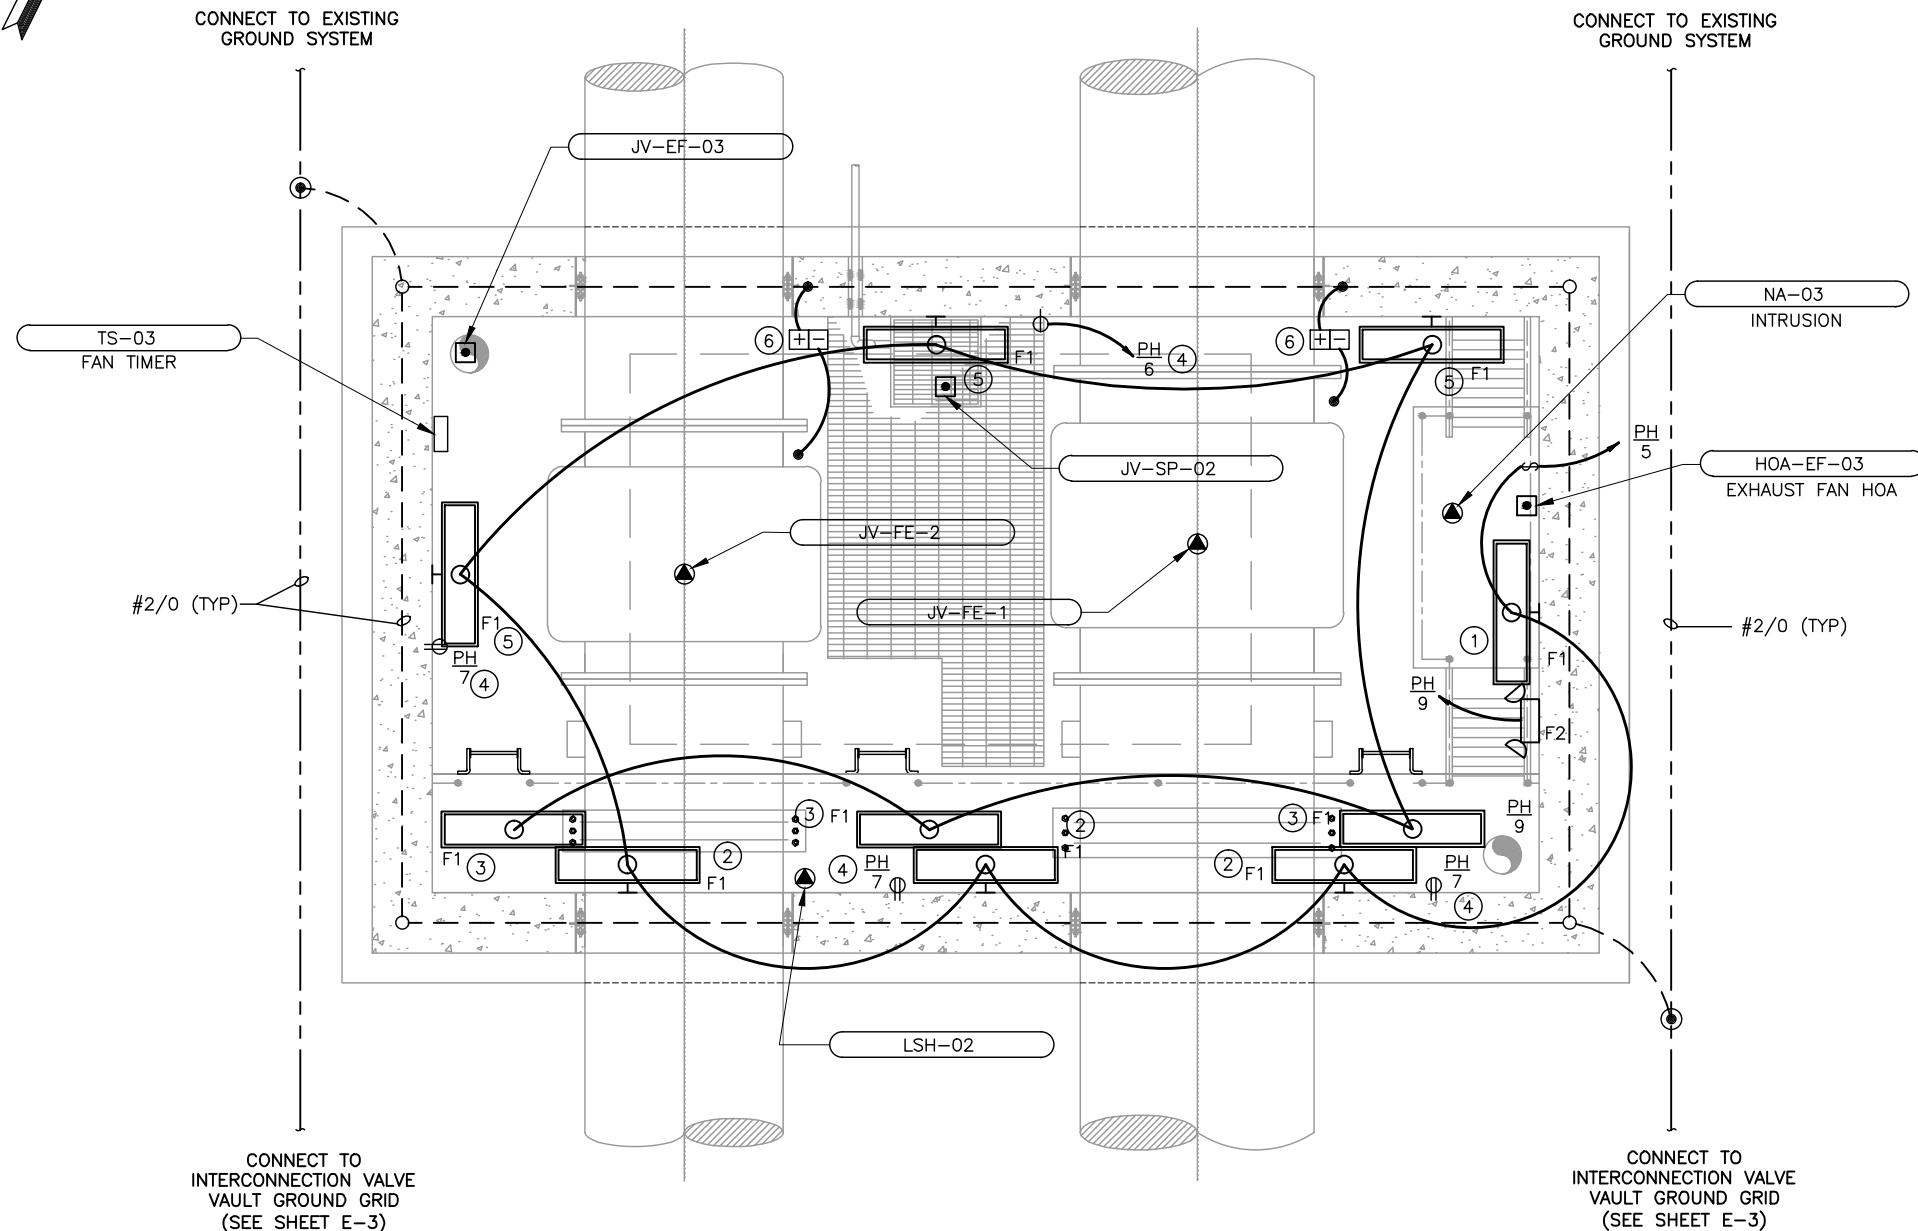 CONNECT TO EXISTING
GROUND SYSTEM
CONNECT TO EXISTING
GROUND SYSTEM
JV-EF-03
NA-03
INTRUSION
TS-03
FAN TIMER
6
6
F1
5
PH
6
4
5
F1
PH
5
JV-SP-02
HOA-EF-03
EXHAUST FAN HOA
JV-FE-2
JV-FE-1
#2/0 (TYP)
#2/0 (TYP)
F1
5
PH
7
4
1
F1
PH
9
F2
3
F1
2
F1
3
F1
PH
9
F1
3
2
F1
4
PH
7
2
F1
PH
7
4
LSH-02
CONNECT TO
INTERCONNECTION VALVE
VAULT GROUND GRID
(SEE SHEET E-3)
CONNECT TO
INTERCONNECTION VALVE
VAULT GROUND GRID
(SEE SHEET E-3)